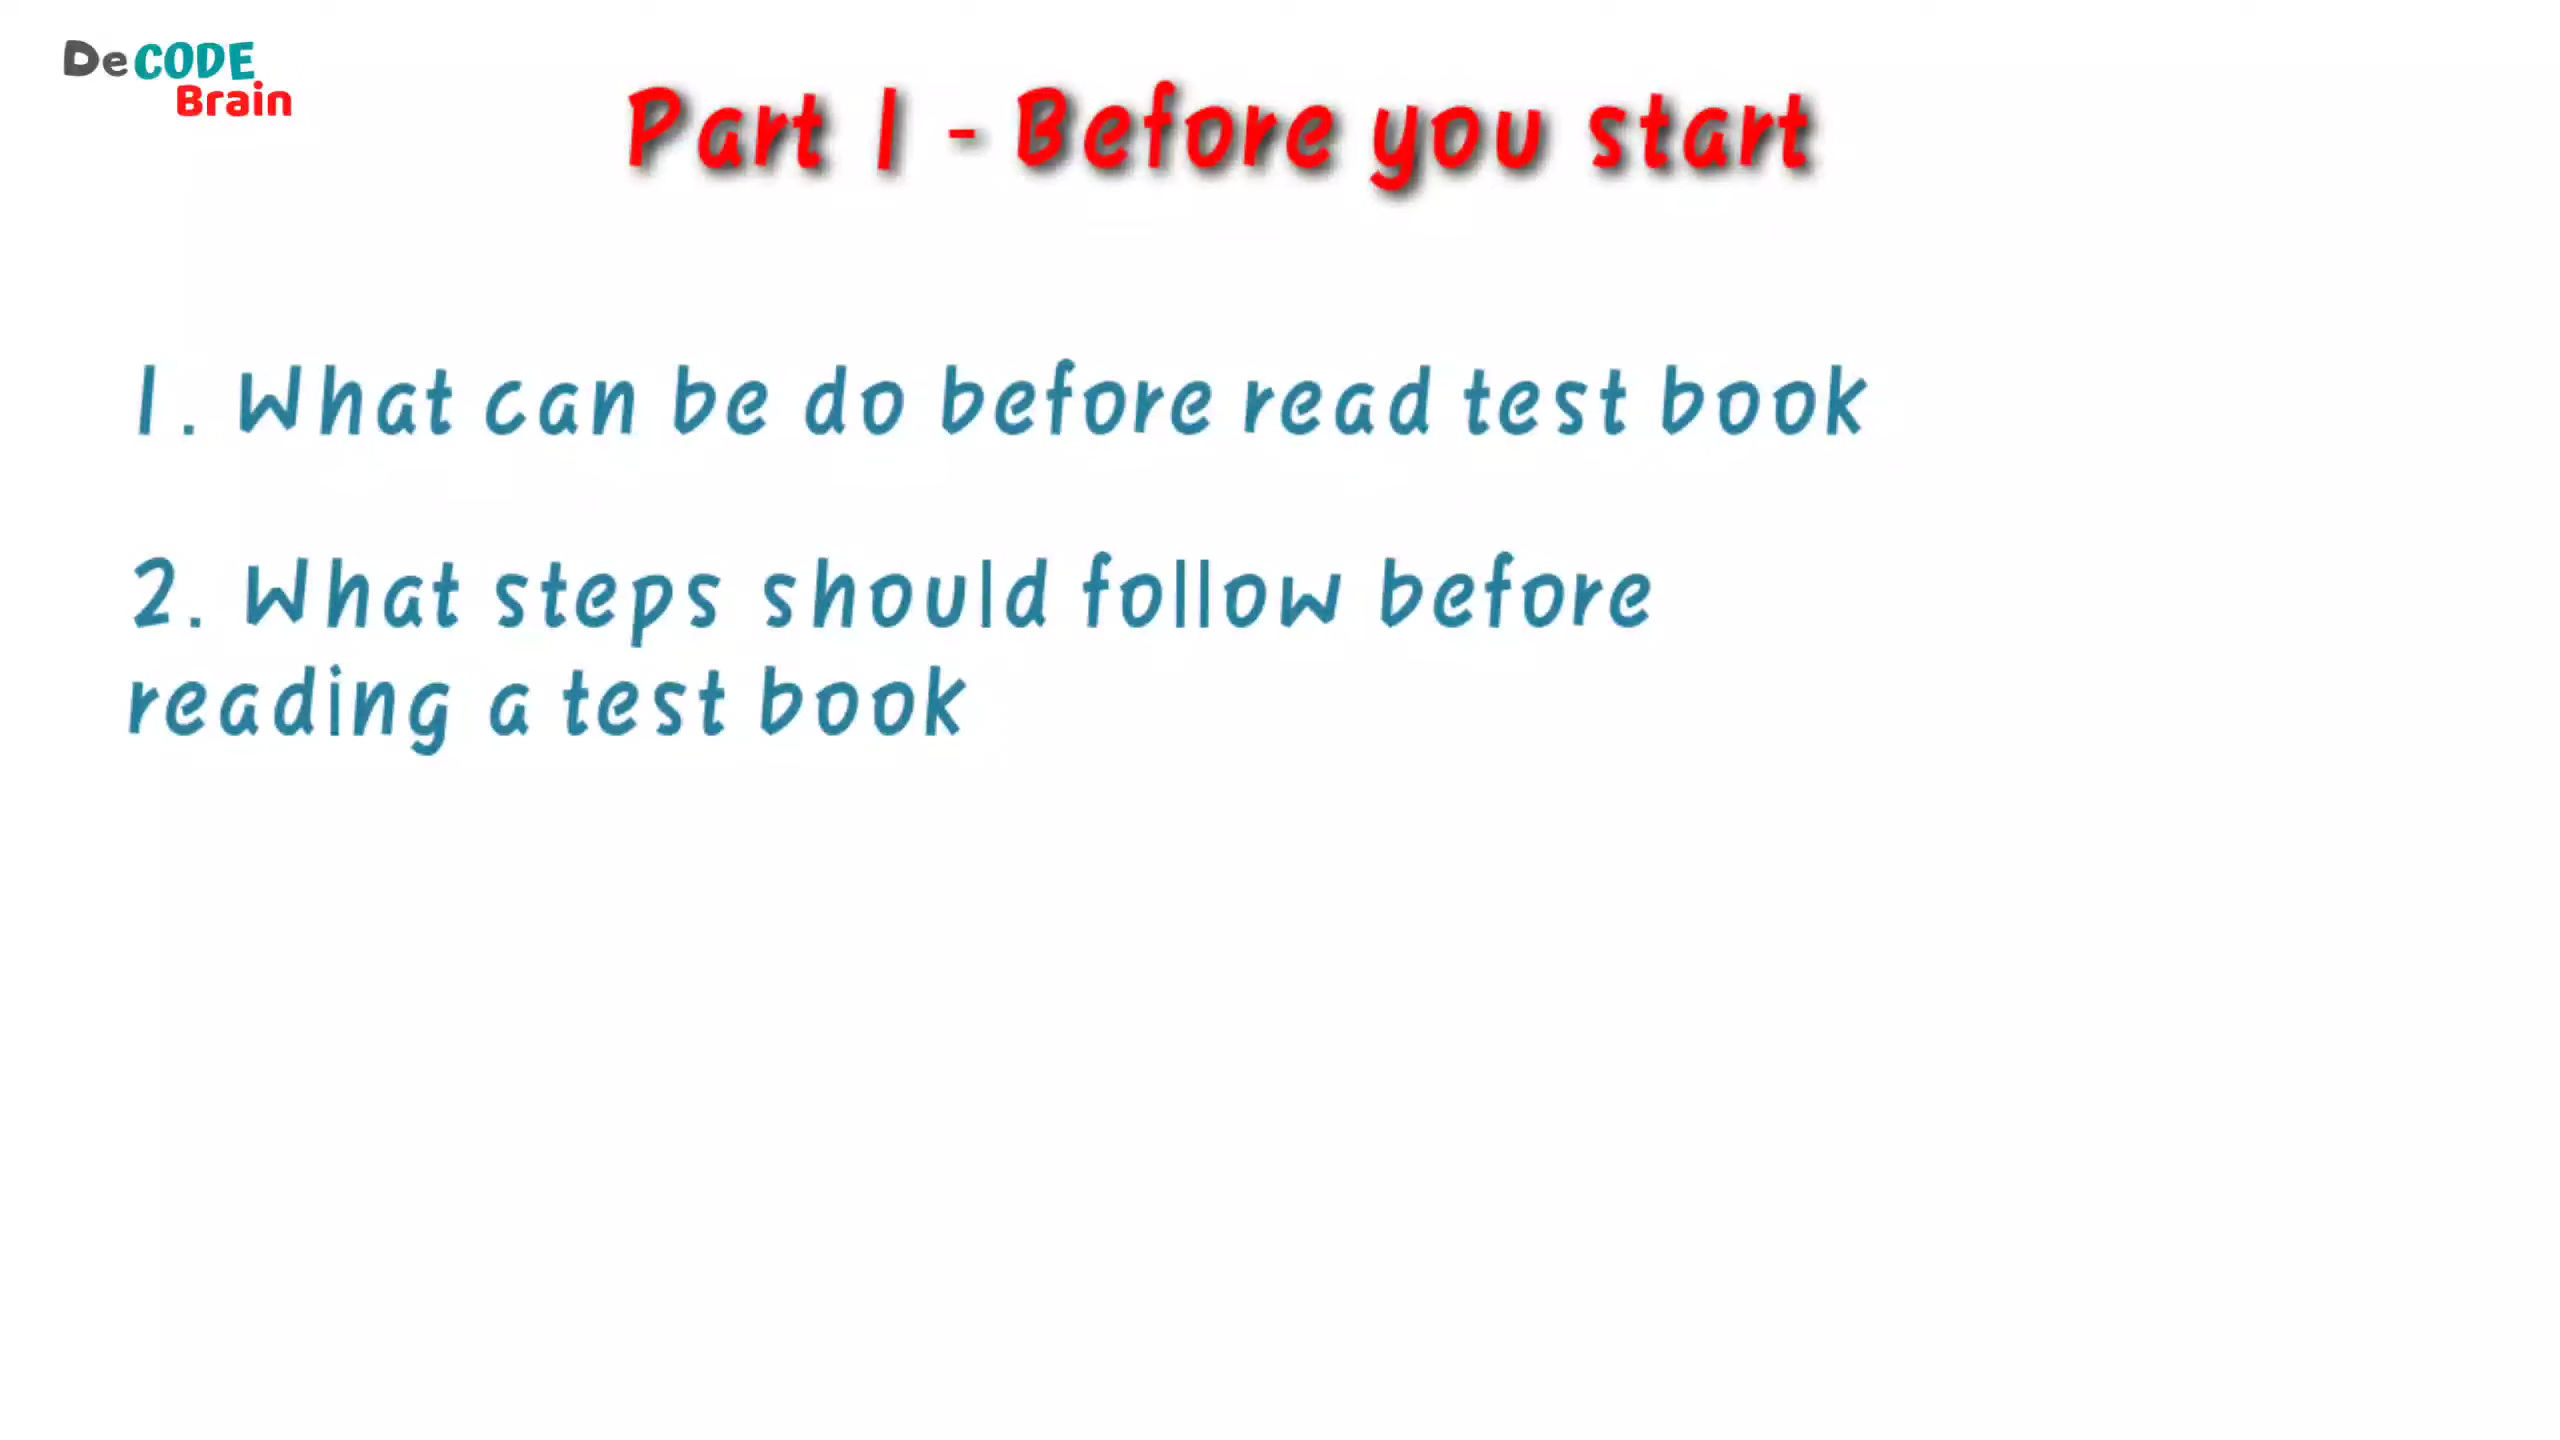 DeCODE
Brain
Part 1 - Before you start
1. What can be do before read test book
2. What steps should follow before
reading a test book